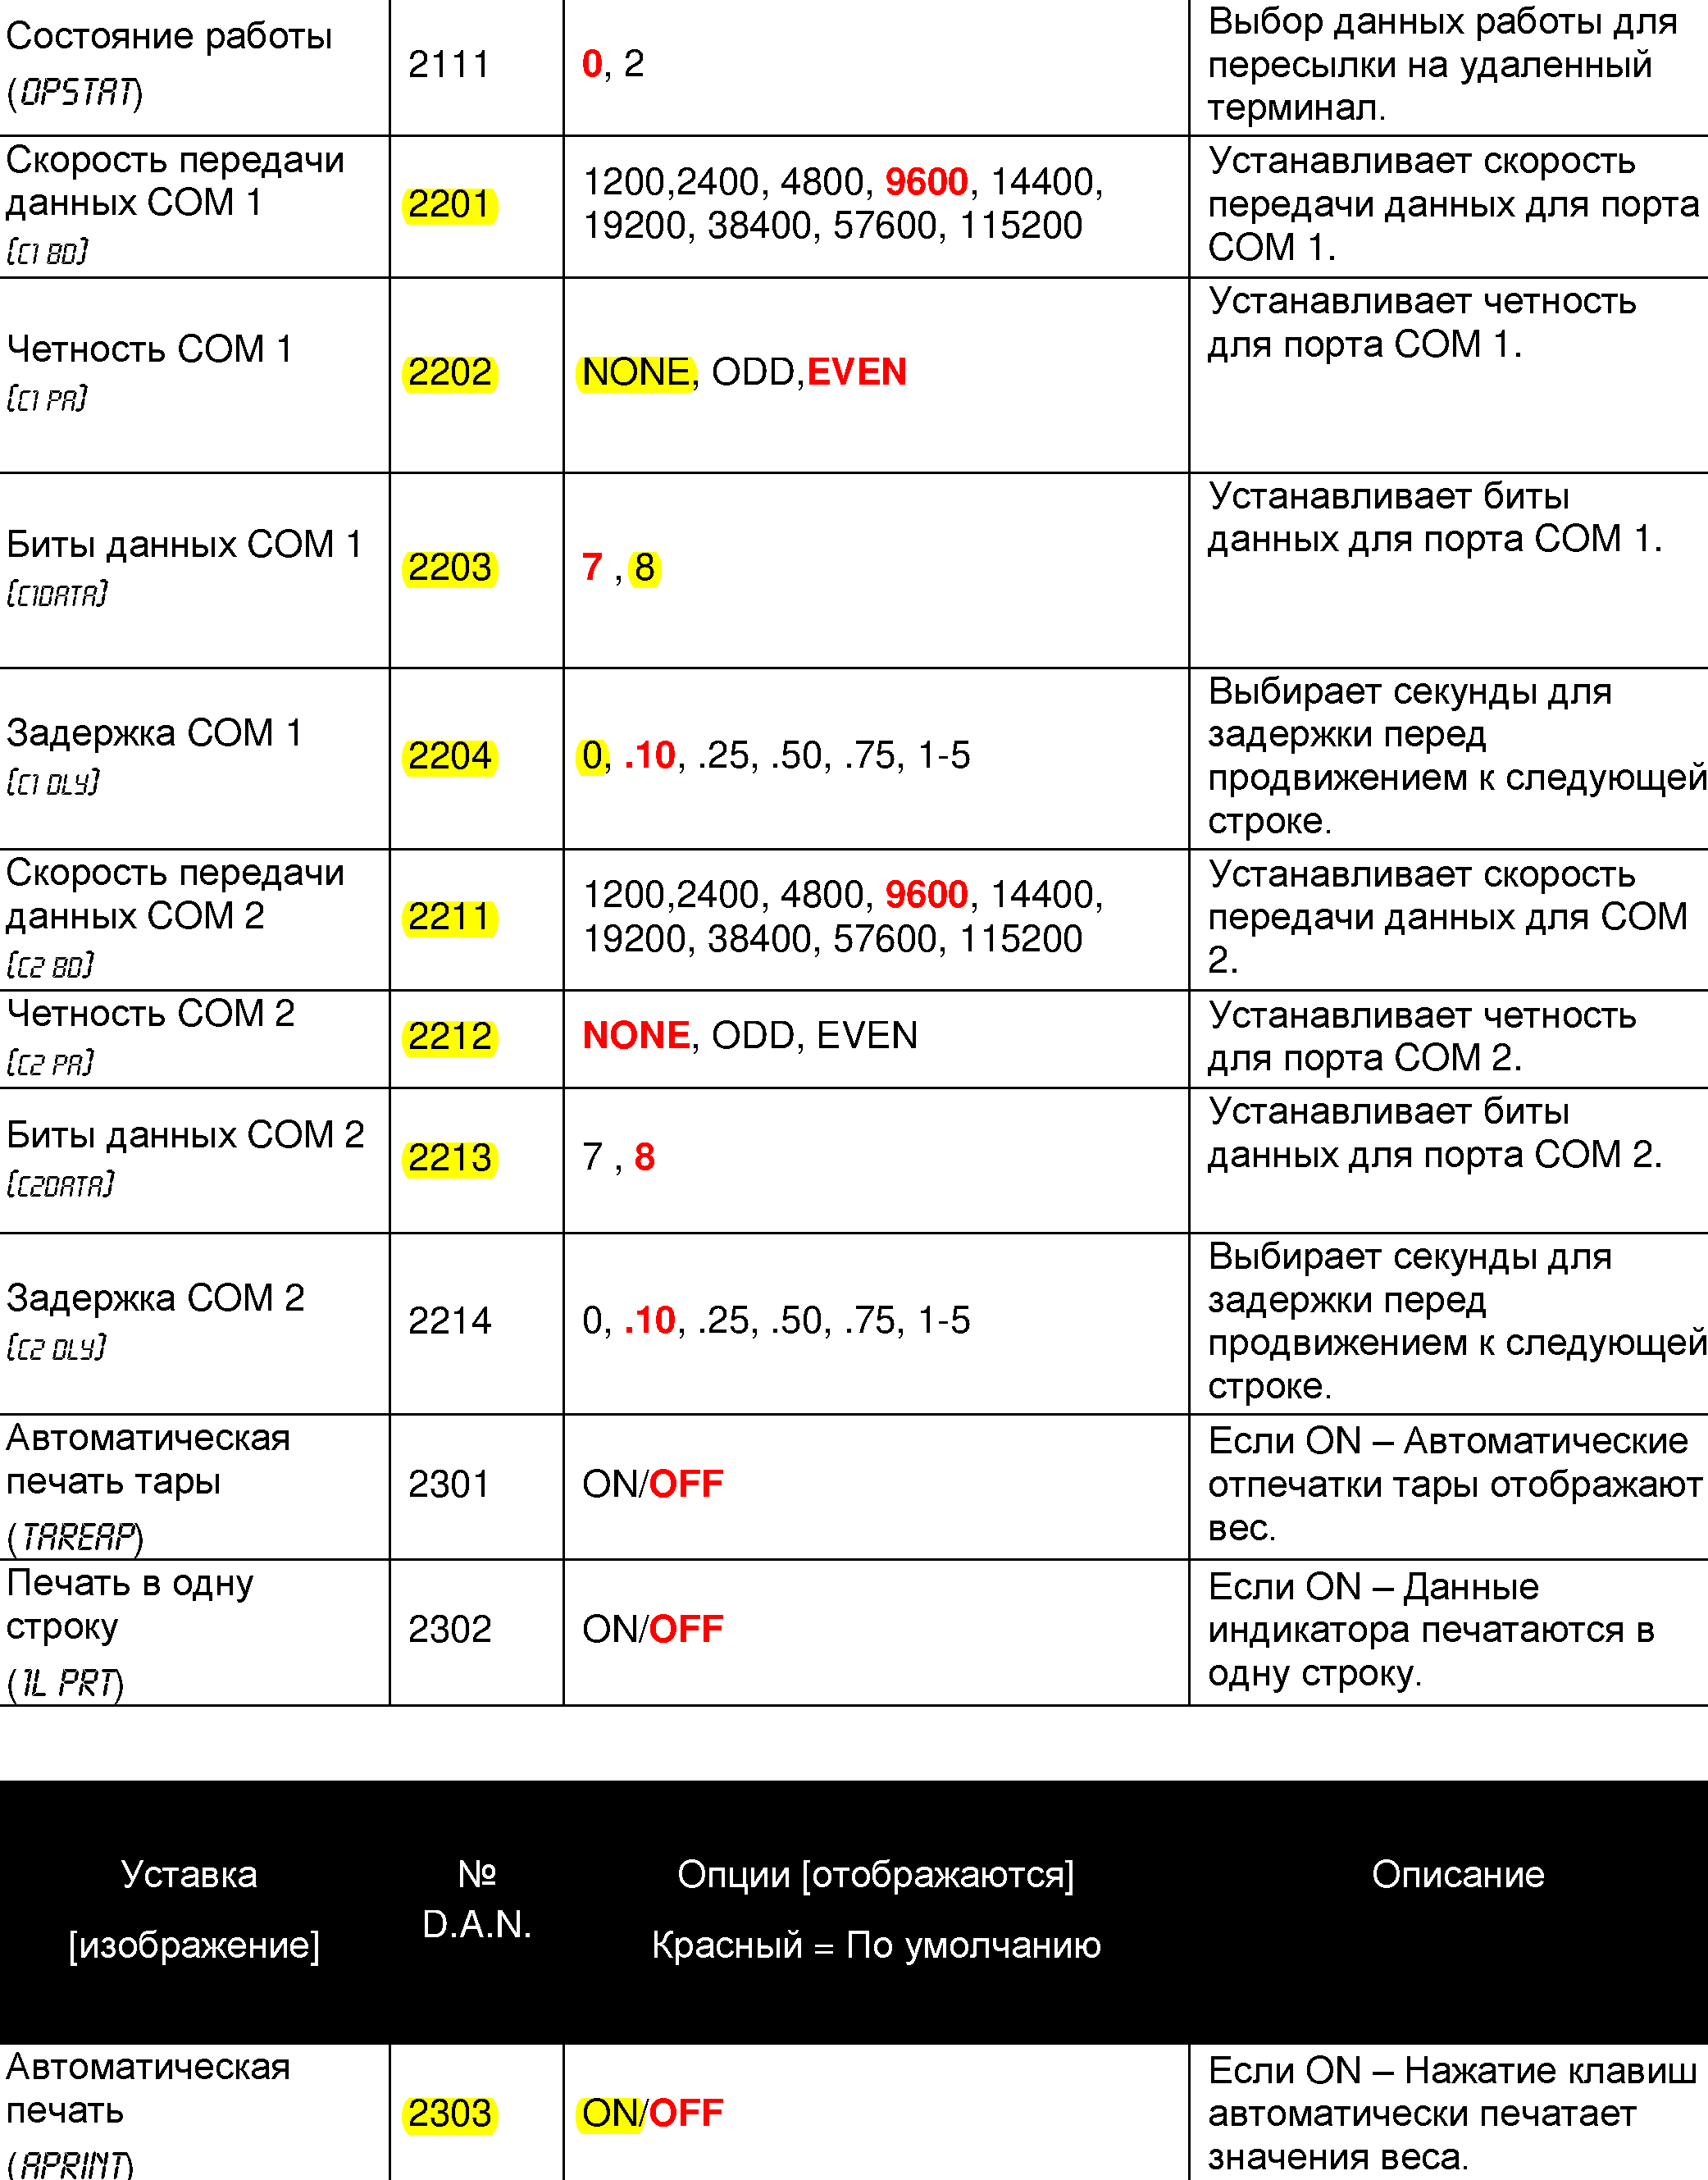 Состояние работы
(OPSTAT)
2111
0, 2
Выбор данных работы для
пересылки на удаленный
терминал.
Скорость передачи
данных COM 1
[C1 BD]
2201
1200,2400, 4800, 9600, 14400,
19200, 38400, 57600, 115200
Устанавливает скорость
передачи данных для порта
COM 1.
Четность COM 1
[C1 PA]
2202
NONE, ODD,EVEN
Устанавливает четность
для порта COM 1.
Биты данных COM 1
[C1DATA]
2203
7 , 8
Устанавливает биты
данных для порта COM 1.
Задержка COM 1
[C1 DLY]
2204
0, .10, .25, .50, .75, 1-5
Выбирает секунды для
задержки перед
продвижением к следующей
строке.
Скорость передачи
данных COM 2
[C2 BD]
2211
1200,2400, 4800, 9600, 14400,
19200, 38400, 57600, 115200
Устанавливает скорость
передачи данных для COM
2.
Четность COM 2
[C2 PA]
2212
NONE, ODD, EVEN
Устанавливает четность
для порта COM 2.
Биты данных COM 2
[C2DATA]
2213
7 , 8
Устанавливает биты
данных для порта COM 2.
Задержка COM 2
[C2 DLY]
2214
0, .10, .25, .50, .75, 1-5
Выбирает секунды для
задержки перед
продвижением к следующей
строке.
Автоматическая
печать тары
(TAREAP)
2301
ON/OFF
Если ON – Автоматические
отпечатки тары отображают
вес.
Печать в одну
строку
(1L PRT)
2302
ON/OFF
Если ON – Данные
индикатора печатаются в
одну строку.
Уставка
[изображение]
№
D.A.N.
Опции [отображаются]
Красный = По умолчанию
Описание
Автоматическая
печать
(APRINT)
2303
ON/OFF
Если ON – Нажатие клавиш
автоматически печатает
значения веса.